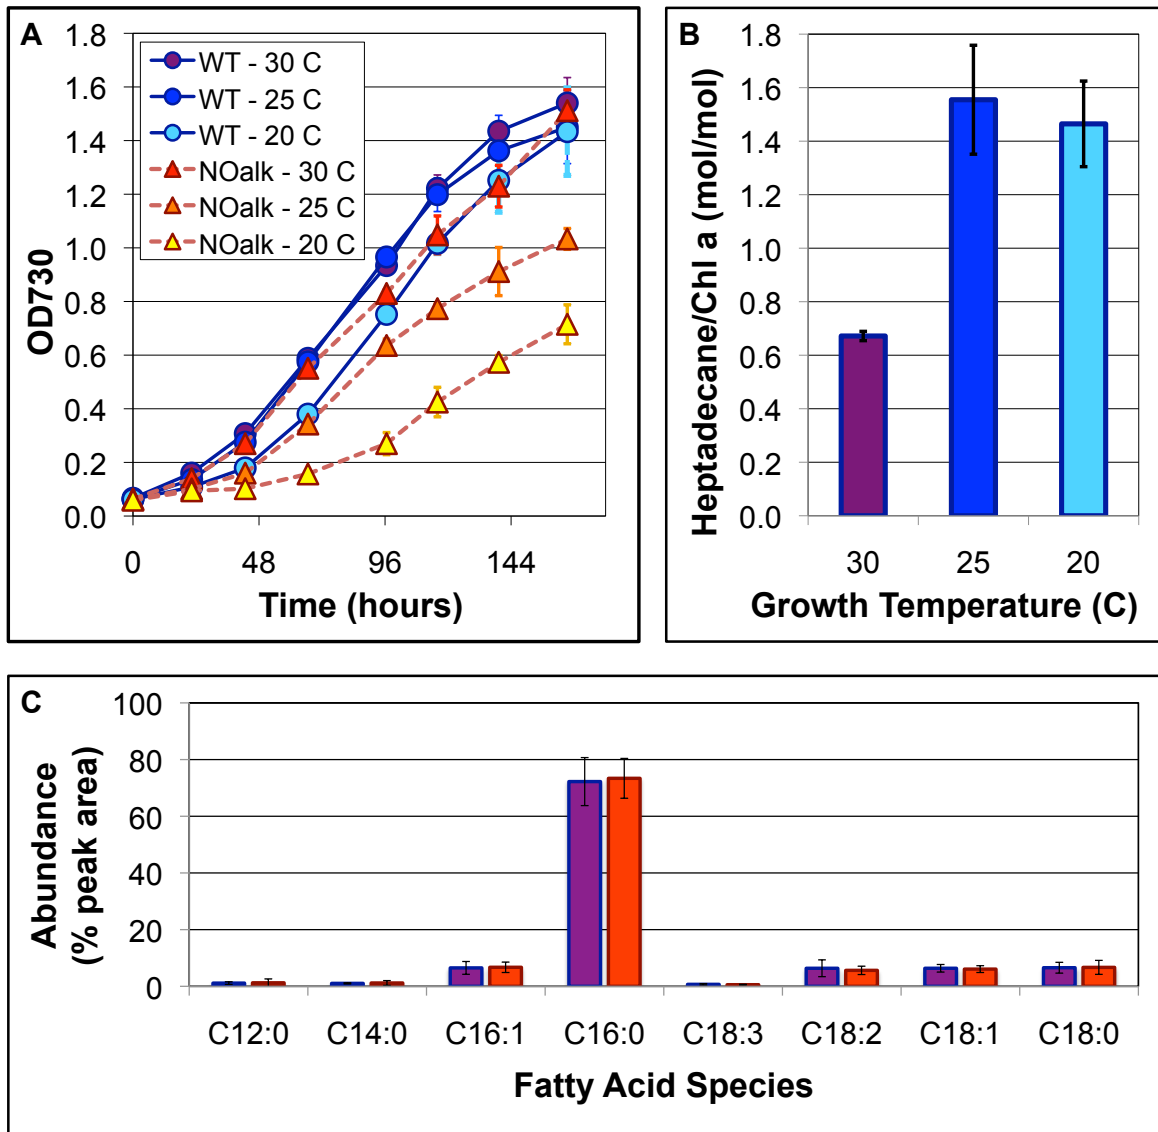 A
1.8
1.6
1.4
1.2
1.0
0.8
0.6
0.4
0.2
0.0
OD730
WT - 30 C
WT - 25 C
WT - 20 C
NOalk - 30 C
NOalk - 25 C
NOalk - 20 C
0 48 96 144
Time (hours)
B
1.8
1.6
1.4
1.2
1.0
0.8
0.6
0.4
0.2
0.0
Heptadecane/Chl a (mol/mol)
30 25 20
Growth Temperature (C)
C
100
80
60
40
20
0
Abundance
(% peak area)
C12:0 C14:0 C16:1 C16:0 C18:3 C18:2 C18:1 C18:0
Fatty Acid Species